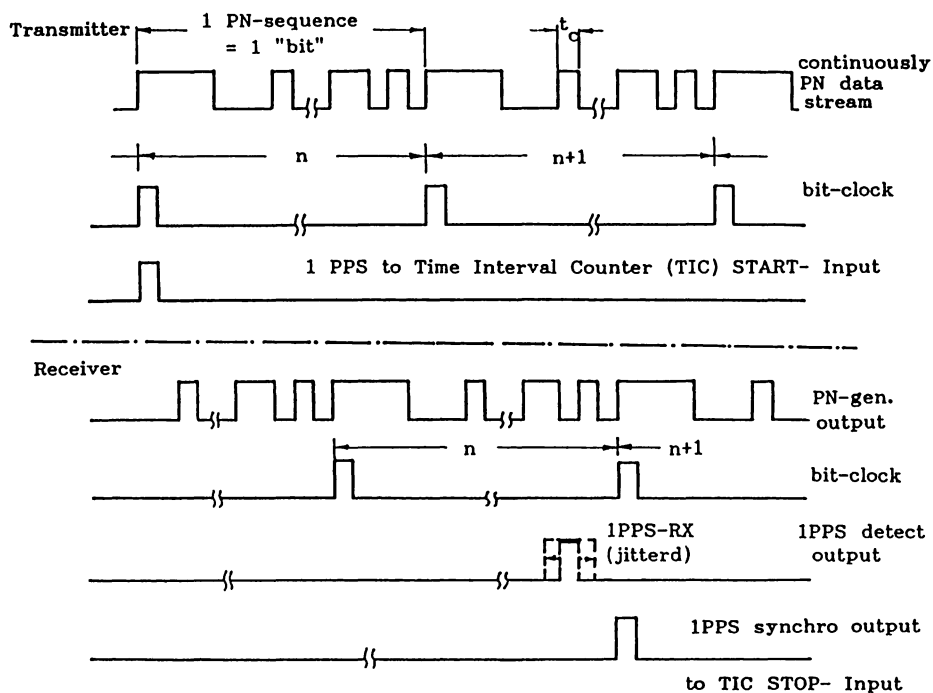 Transmitter
1 PN-sequence
= 1 "bit"
t_c
continuously
PN data
stream
n
n+1
bit-clock
1 PPS to Time Interval Counter (TIC) START- Input
Receiver
PN-gen.
output
n
n+1
bit-clock
1PPS-RX
(jitterd)
1PPS detect
output
1PPS synchro output
to TIC STOP- Input